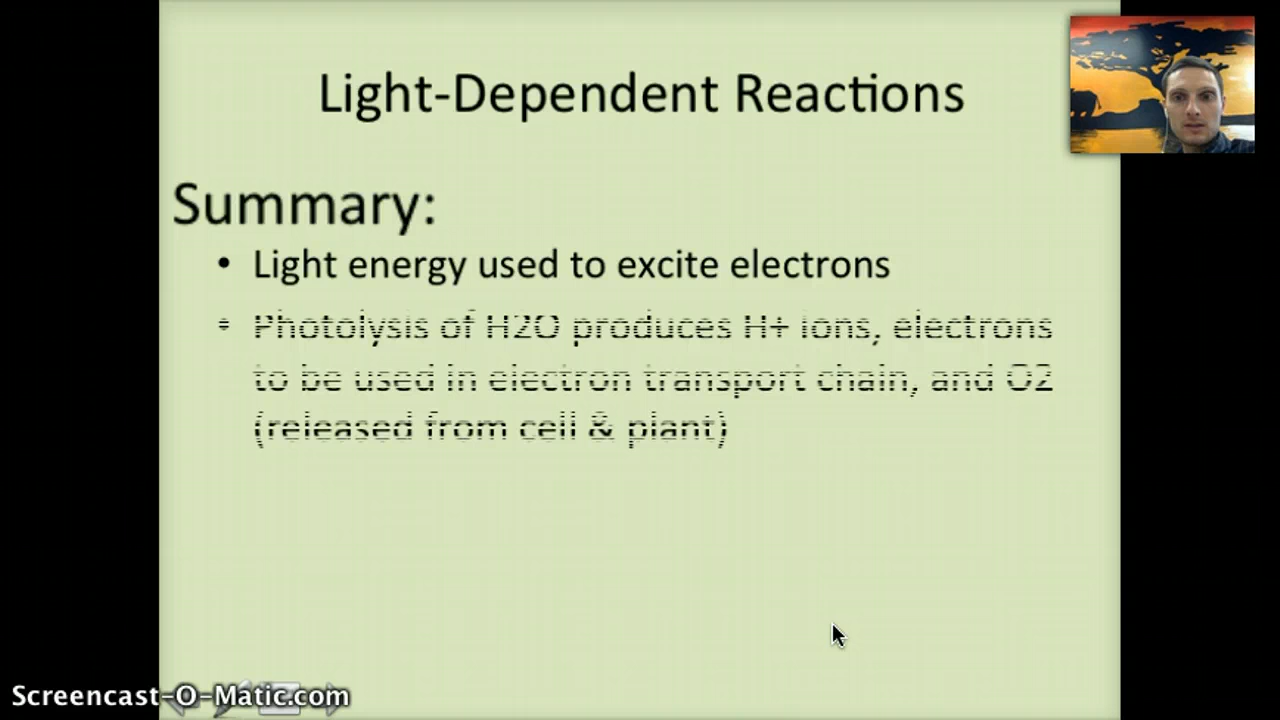 Light-Dependent Reactions
Summary:
• Light energy used to excite electrons
• Photolysis of H2O produces H+ ions, electrons
to be used in electron transport chain, and O2
(released from cell & plant)
Screencast-O-Matic.com